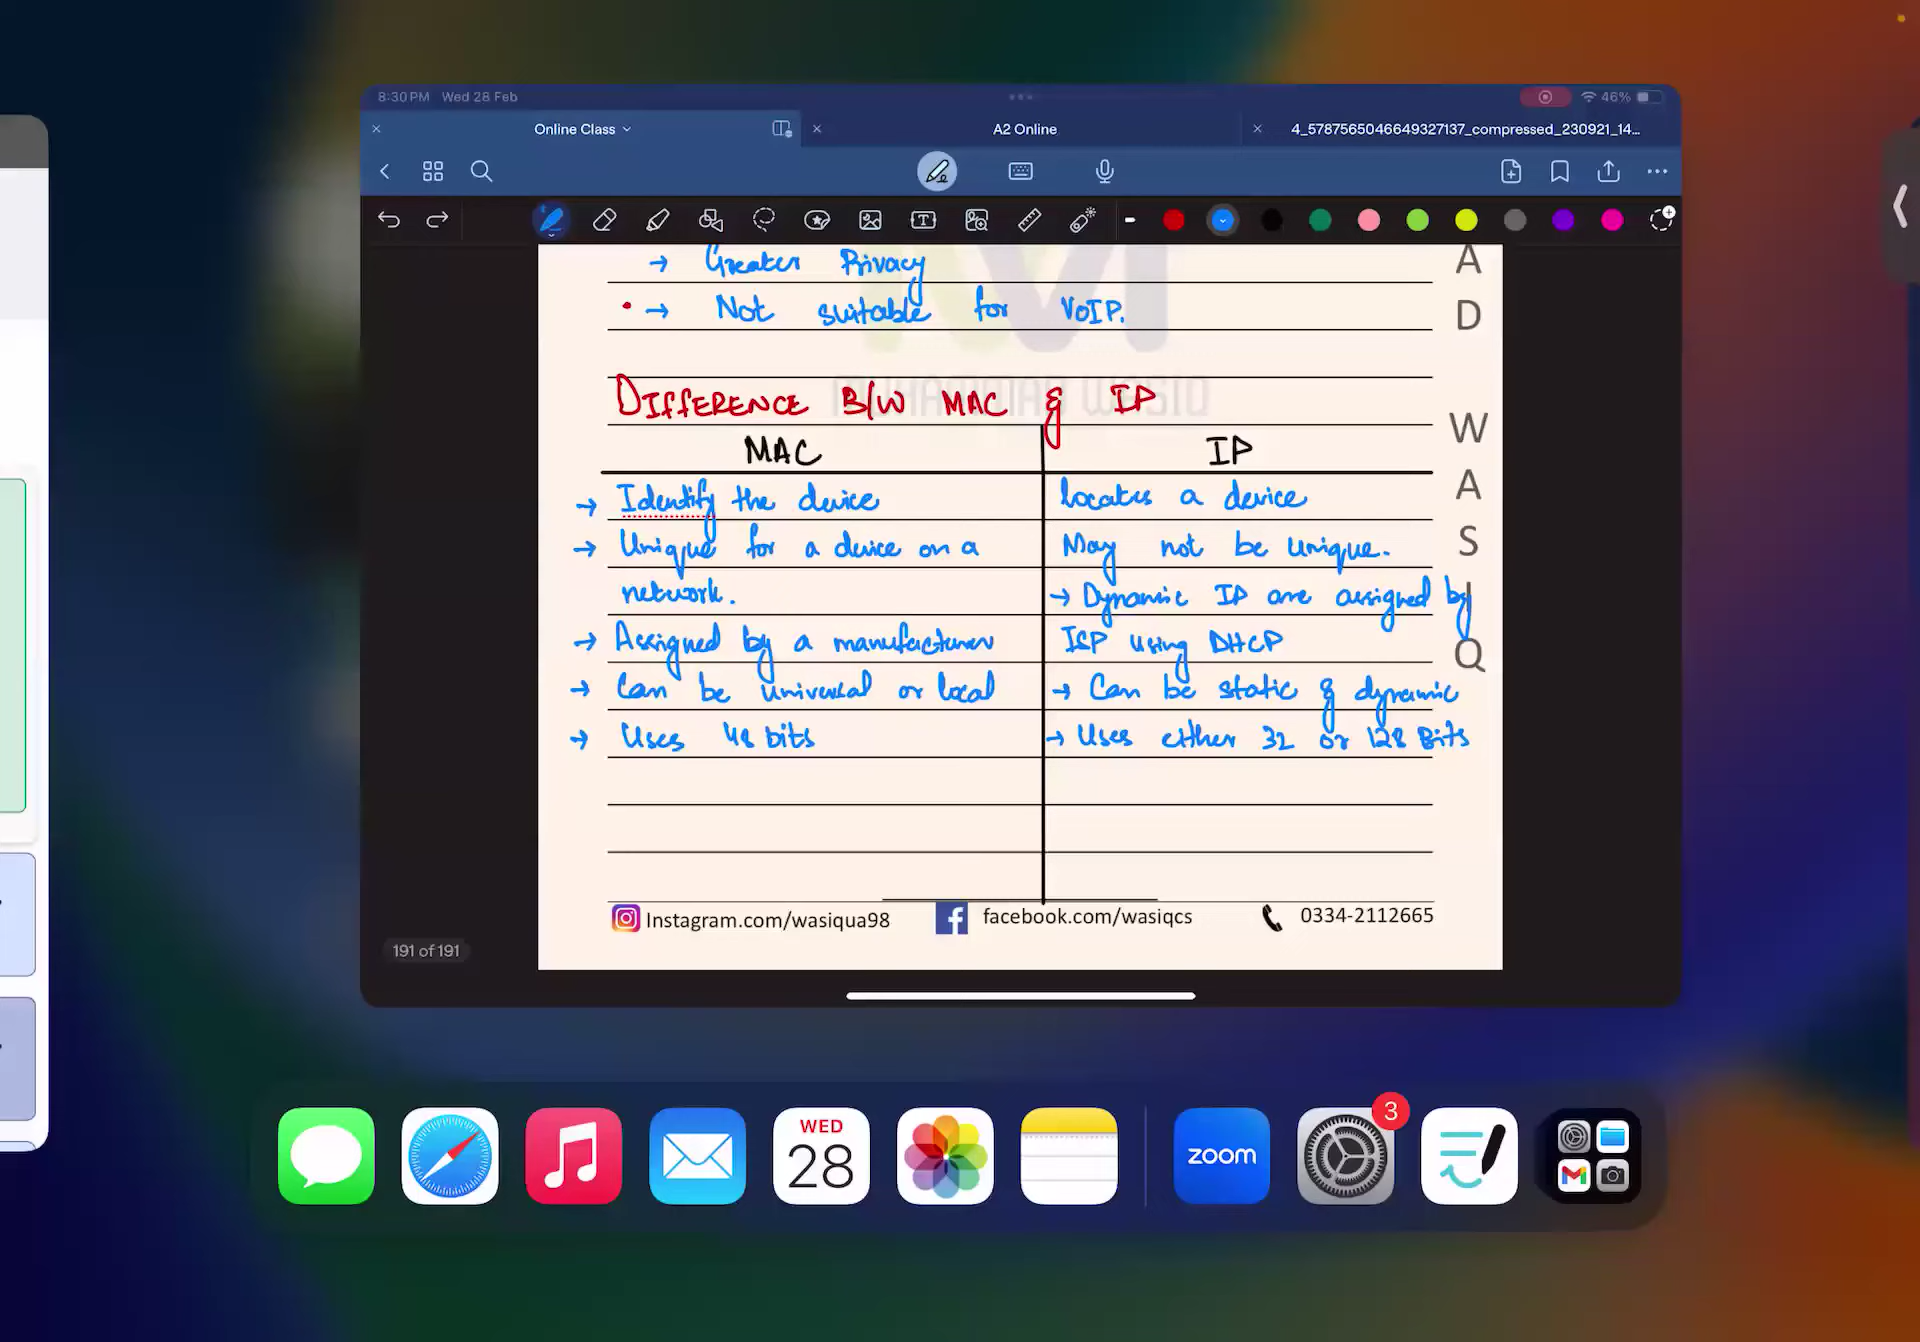 8:30 PM Wed 28 Feb
46%
Online Class
A2 Online
4_5787565046649327137_compressed_230921_14...
→ Greater Privacy
• → Not suitable for VOIP.
MUHAMMAD WASIQ
DIFFERENCE B/W MAC & IP
MAC IP
→ Identify the device locates a device
→ Unique for a device on a May not be unique.
network. → Dynamic IP are assigned by
→ Assigned by a manufacturer ISP using DHCP
→ Can be universal or local → Can be static & dynamic
→ Uses 48 bits → Uses either 32 or 128 Bits
A
D
W
A
S
I
Q
Instagram.com/wasiqua98 facebook.com/wasiqcs 0334-2112665
191 of 191
WED
28
zoom
3